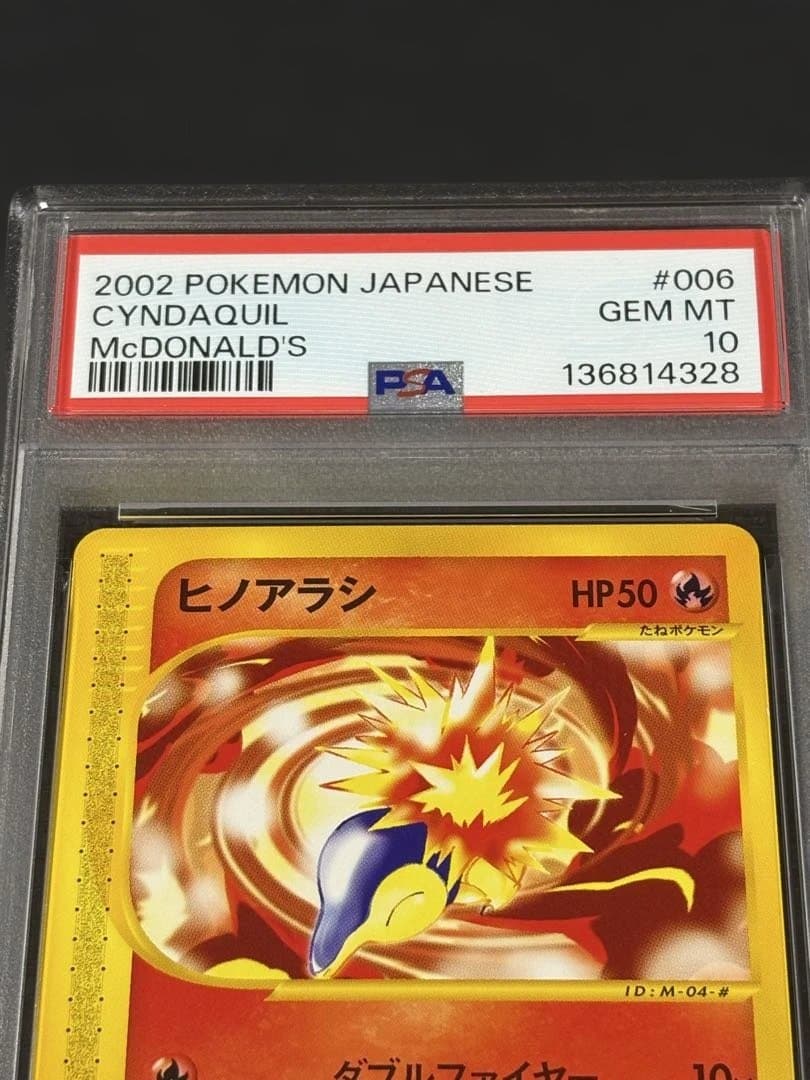 2002 POKEMON JAPANESE #006
CYNDAQUIL GEM MT
McDONALD'S 10
PSA 136814328
ヒノアラシ HP50
たねポケモン
ID:M-04-#
ダブルファイヤー 10